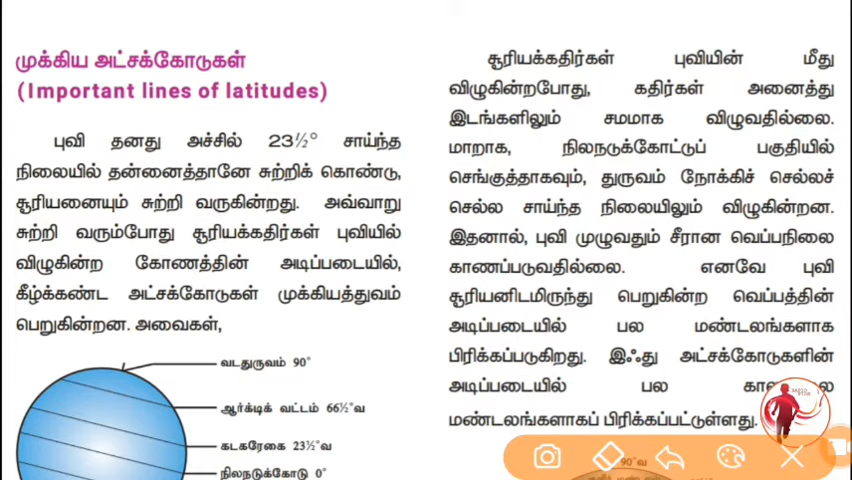 முக்கிய அட்சக்கோடுகள்
(Important lines of latitudes)
புவி தனது அச்சில் 23½° சாய்ந்த
நிலையில் தன்னைத்தானே சுற்றிக் கொண்டு,
சூரியனையும் சுற்றி வருகின்றது. அவ்வாறு
சுற்றி வரும்போது சூரியக்கதிர்கள் புவியில்
விழுகின்ற கோணத்தின் அடிப்படையில்,
கீழ்க்கண்ட அட்சக்கோடுகள் முக்கியத்துவம்
பெறுகின்றன. அவைகள்,
வடதுருவம் 90°
ஆர்க்டிக் வட்டம் 66½°வ
கடகரேகை 23½°வ
நிலநடுக்கோடு 0°
சூரியக்கதிர்கள் புவியின் மீது
விழுகின்றபோது, கதிர்கள் அனைத்து
இடங்களிலும் சமமாக விழுவதில்லை.
மாறாக, நிலநடுக்கோட்டுப் பகுதியில்
செங்குத்தாகவும், துருவம் நோக்கிச் செல்லச்
செல்ல சாய்ந்த நிலையிலும் விழுகின்றன.
இதனால், புவி முழுவதும் சீரான வெப்பநிலை
காணப்படுவதில்லை. எனவே புவி
சூரியனிடமிருந்து பெறுகின்ற வெப்பத்தின்
அடிப்படையில் பல மண்டலங்களாக
பிரிக்கப்படுகிறது. இஃது அட்சக்கோடுகளின்
அடிப்படையில் பல
மண்டலங்களாகப் பிரிக்கப்பட்டுள்ளது.
90°வ